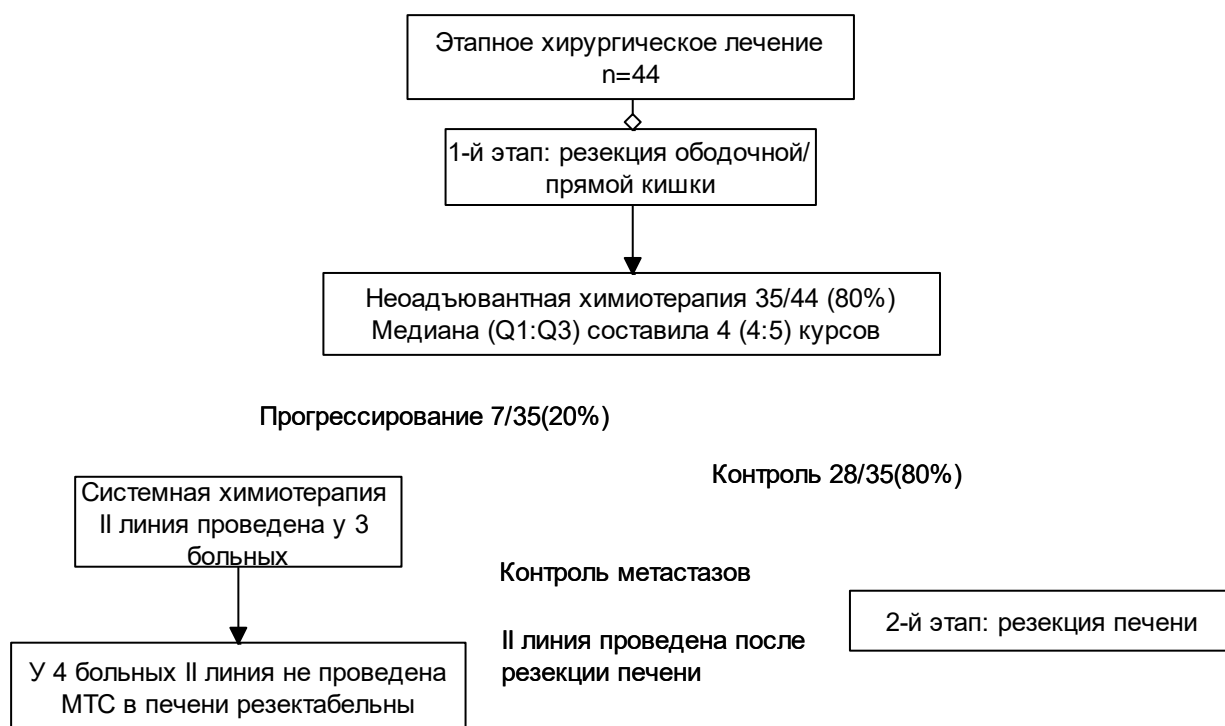 Этапное хирургическое лечение
n=44
1-й этап: резекция ободочной/
прямой кишки
Неоадъювантная химиотерапия 35/44 (80%)
Медиана (Q1:Q3) составила 4 (4:5) курсов
Прогрессирование 7/35(20%)
Контроль 28/35(80%)
Системная химиотерапия
II линия проведена у 3
больных
Контроль метастазов
2-й этап: резекция печени
II линия проведена после
резекции печени
У 4 больных II линия не проведена
МТС в печени резектабельны